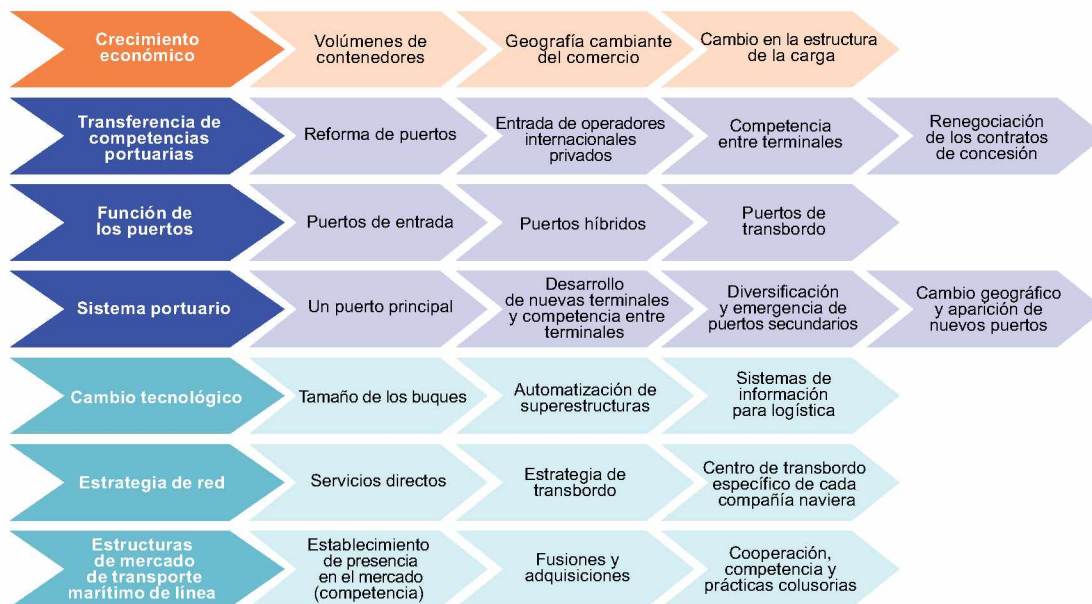 Crecimiento
económico
Volúmenes de
contenedores
Geografía cambiante
del comercio
Cambio en la estructura
de la carga
Transferencia de
competencias
portuarias
Reforma de puertos
Entrada de operadores
internacionales
privados
Competencia
entre terminales
Renegociación
de los contratos
de concesión
Función de
los puertos
Puertos de entrada
Puertos híbridos
Puertos de
transbordo
Sistema portuario
Un puerto principal
Desarrollo
de nuevas terminales
y competencia entre
terminales
Diversificación
y emergencia de
puertos secundarios
Cambio geográfico
y aparición de
nuevos puertos
Cambio tecnológico
Tamaño de los buques
Automatización de
superestructuras
Sistemas de
información
para logística
Estrategia de red
Servicios directos
Estrategia de
transbordo
Centro de transbordo
específico de cada
compañía naviera
Estructuras
de mercado
de transporte
marítimo de línea
Establecimiento
de presencia
en el mercado
(competencia)
Fusiones y
adquisiciones
Cooperación,
competencia y
prácticas colusorias